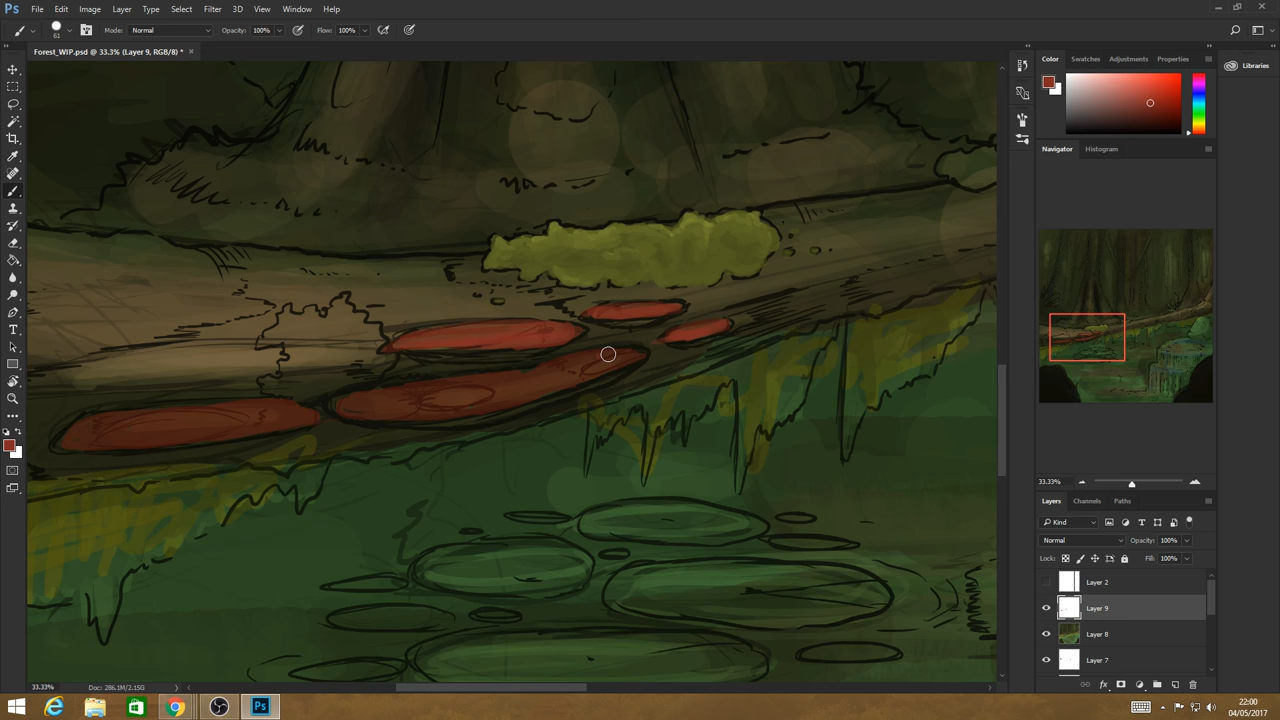 Ps File Edit Image Layer Type Select Filter 3D View Window Help
61 Mode: Normal Opacity: 100% Flow: 100%
Forest_WIP.psd @ 33.3% (Layer 9, RGB/8) * ×
Color Swatches Adjustments Properties
Libraries
Navigator Histogram
33.33%
Layers Channels Paths
Kind
Normal Opacity: 100%
Lock: Fill: 100%
Layer 2
Layer 9
Layer 8
Layer 7
33.33% Doc: 286.1M/2.15G
Ps
22:00
04/05/2017